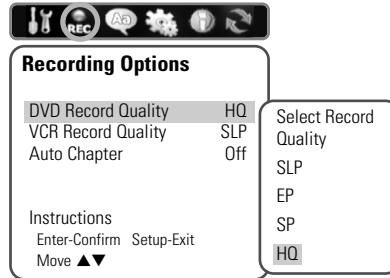 REC Aa
Recording Options
DVD Record Quality HQ
VCR Record Quality SLP
Auto Chapter Off
Instructions
Enter-Confirm Setup-Exit
Move ▲▼
Select Record
Quality
SLP
EP
SP
HQ